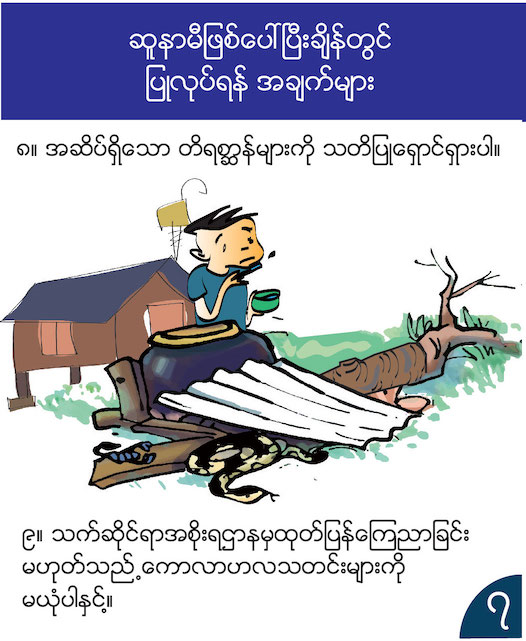 ဆူနာမီဖြစ်ပေါ်ပြီးချိန်တွင်
ပြုလုပ်ရန် အချက်များ
၈။ အဆိပ်ရှိသော တိရစ္ဆာန်များကို သတိပြုရှောင်ရှားပါ။
၉။ သက်ဆိုင်ရာအစိုးရဌာနမှထုတ်ပြန်ကြေညာခြင်း
မဟုတ်သည့်ကောလာဟလသတင်းများကို
မယုံပါနှင့်။
၇